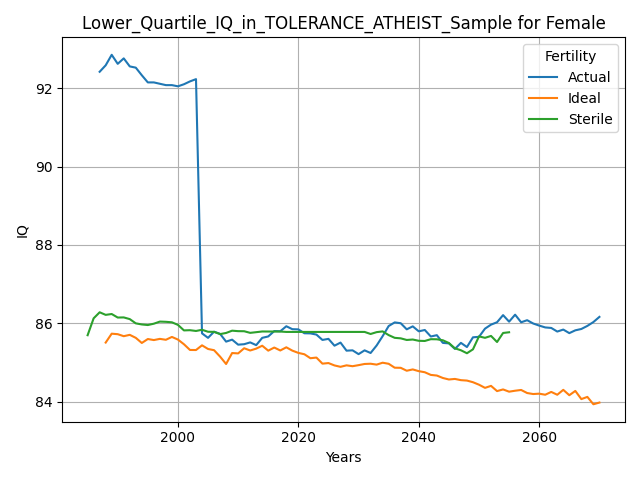 Lower_Quartile_IQ_in_TOLERANCE_ATHEIST_Sample for Female
Fertility
Actual
Ideal
Sterile
IQ
92
90
88
86
84
2000
2020
2040
2060
Years